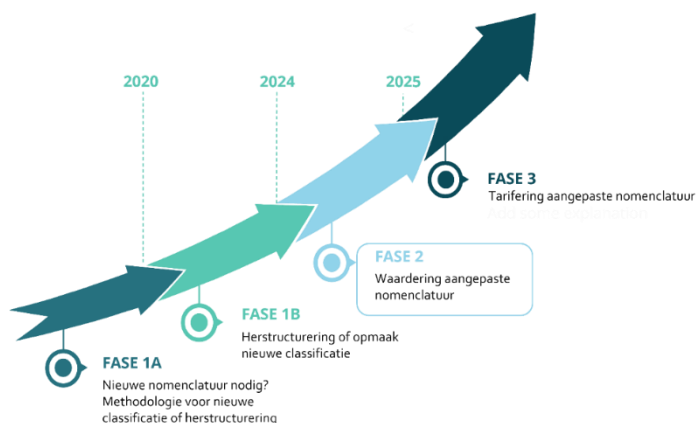 2020
2024
2025
FASE 3
Tarifering aangepaste nomenclatuur
FASE 2
Waardering aangepaste
nomenclatuur
FASE 1B
Herstructurering of opmaak
nieuwe classificatie
FASE 1A
Nieuwe nomenclatuur nodig?
Methodologie voor nieuwe
classificatie of herstructurering